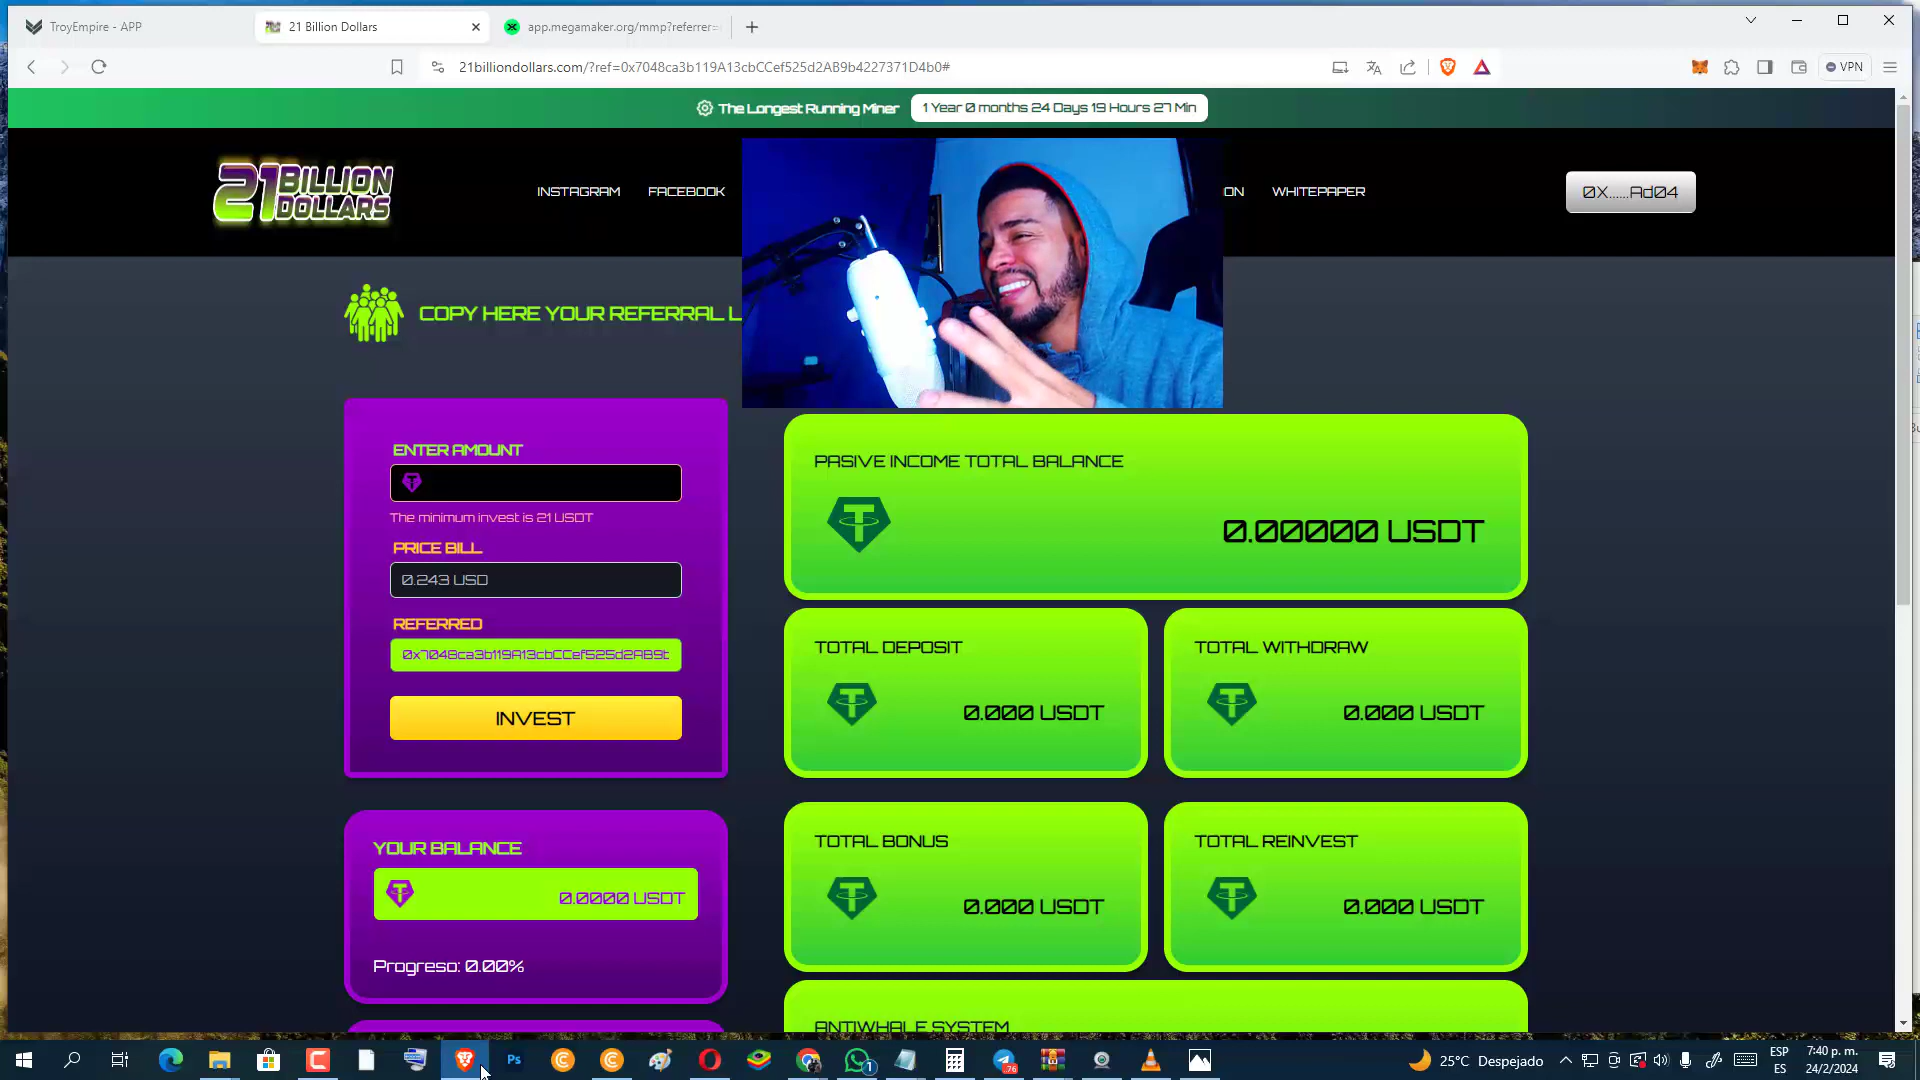 TroyEmpire - APP
21 Billion Dollars
app.megamaker.org/mmp?referrer=
21billiondollars.com/?ref=0x7048ca3b119A13cbCCef525d2AB9b4227371D4b0#
VPN
The Longest Running Miner
1 Year 0 months 24 Days 19 Hours 27 Min
21 BILLION
DOLLARS
INSTAGRAM
FACEBOOK
ON
WHITEPAPER
0X......Ad04
COPY HERE YOUR REFERRAL L
ENTER AMOUNT
The minimum invest is 21 USDT
PRICE BILL
0.243 USD
REFERRED
0x7048ca3b119A13cbCCef525d2AB9b
INVEST
YOUR BALANCE
0.0000 USDT
Progreso: 0.00%
PASIVE INCOME TOTAL BALANCE
0.00000 USDT
TOTAL DEPOSIT
0.000 USDT
TOTAL WITHDRAW
0.000 USDT
TOTAL BONUS
0.000 USDT
TOTAL REINVEST
0.000 USDT
ANTIWHALE SYSTEM
Ps
1
76
25°C Despejado
ESP
ES
7:40 p. m.
24/2/2024